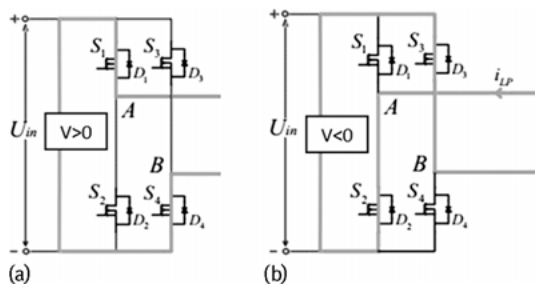 +
S1
S3
D1
D3
A
Uin
V>0
B
S2
S4
D2
D4
-
(a)
+
S1
S3
D1
D3
iLP
A
Uin
V<0
B
S2
S4
D2
D4
-
(b)